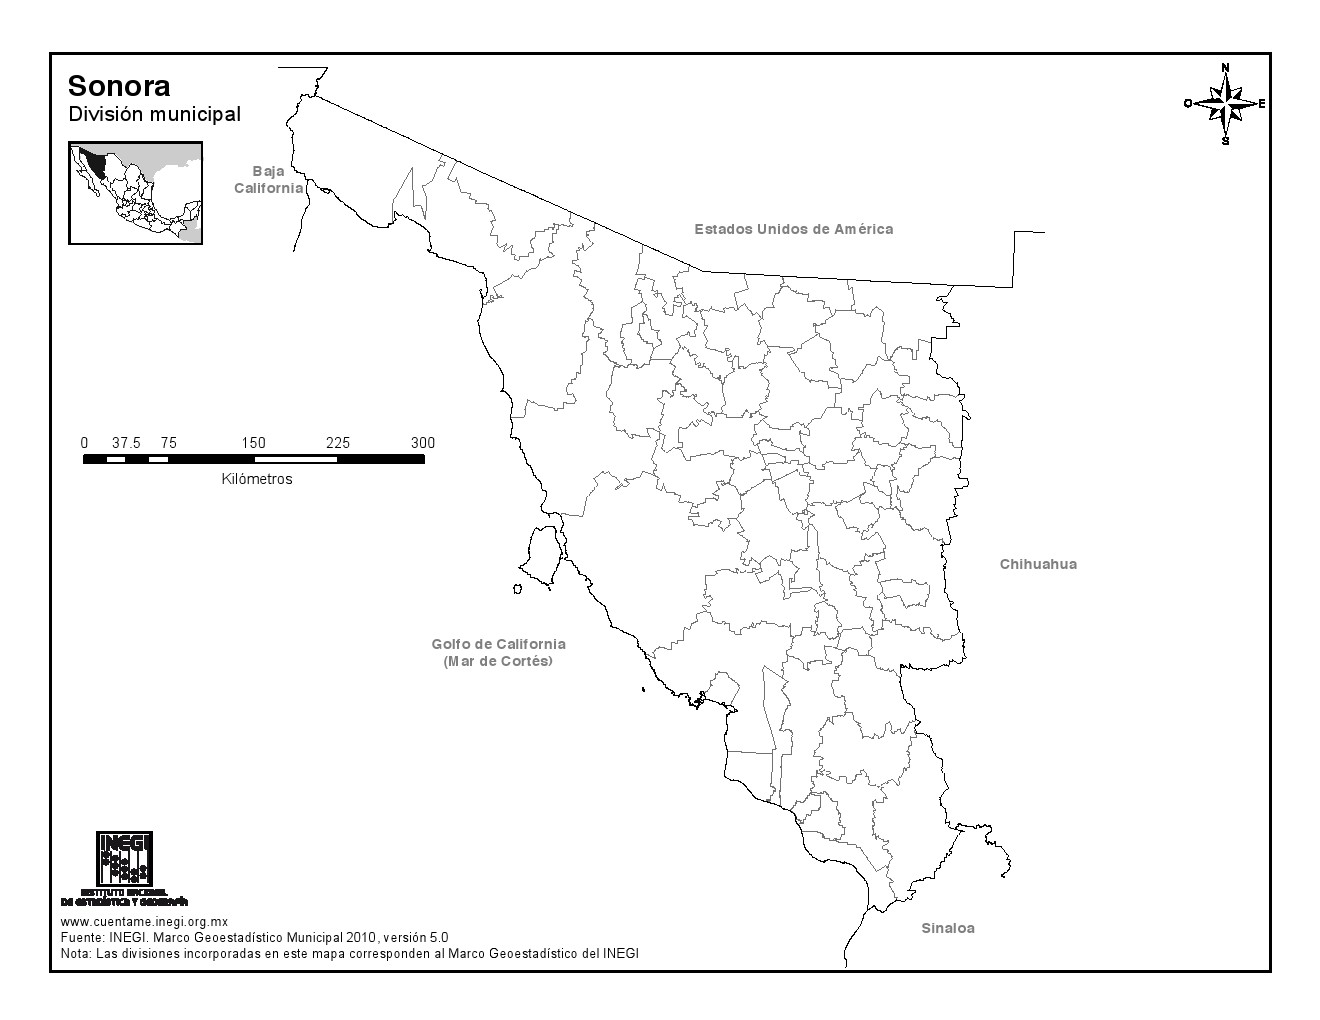 Sonora
División municipal
N
O
E
S
Baja
California
Estados Unidos de América
0 37.5 75 150 225 300
Kilómetros
Chihuahua
Golfo de California
(Mar de Cortés)
INEGI
INSTITUTO NACIONAL
DE ESTADÍSTICA Y GEOGRAFÍA
Sinaloa
www.cuentame.inegi.org.mx
Fuente: INEGI. Marco Geoestadístico Municipal 2010, versión 5.0
Nota: Las divisiones incorporadas en este mapa corresponden al Marco Geoestadístico del INEGI